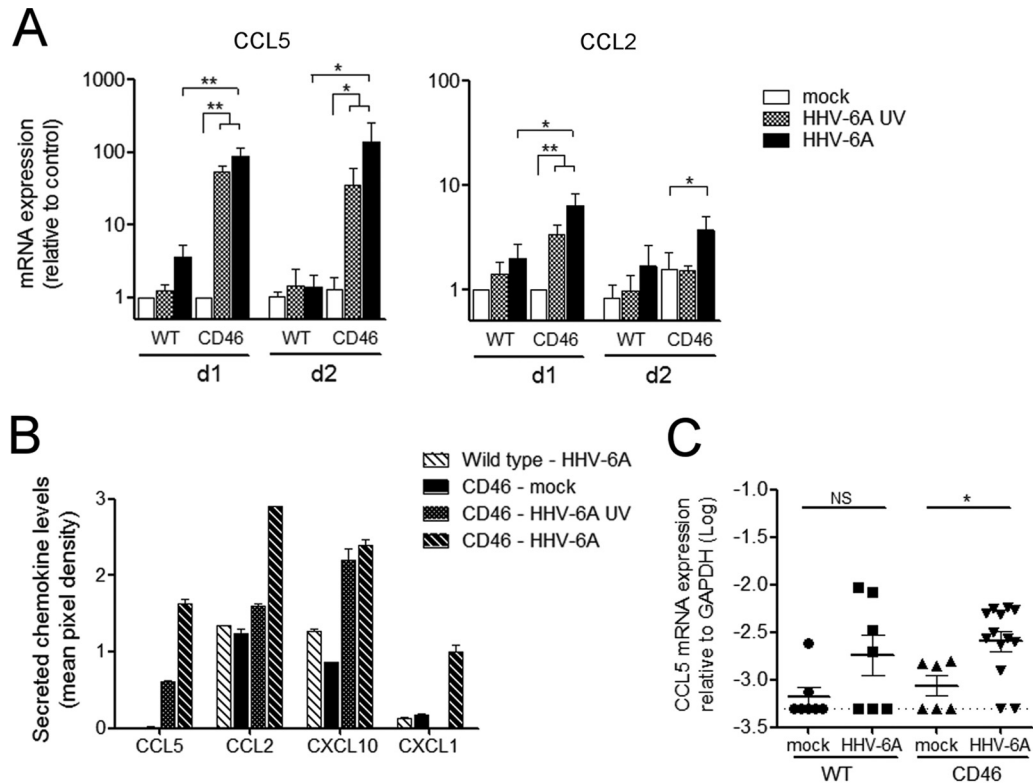 A
CCL5
CCL2
mRNA expression
(relative to control)
1000
100
10
1
** ** * *
WT CD46 WT CD46
d1 d2
100
10
1
* ** *
WT CD46 WT CD46
d1 d2
mock
HHV-6A UV
HHV-6A
B
Secreted chemokine levels
(mean pixel density)
3
2
1
0
CCL5 CCL2 CXCL10 CXCL1
Wild type - HHV-6A
CD46 - mock
CD46 - HHV-6A UV
CD46 - HHV-6A
C
CCL5 mRNA expression
relative to GAPDH (Log)
-1.0
-1.5
-2.0
-2.5
-3.0
-3.5
NS *
mock HHV-6A mock HHV-6A
WT CD46